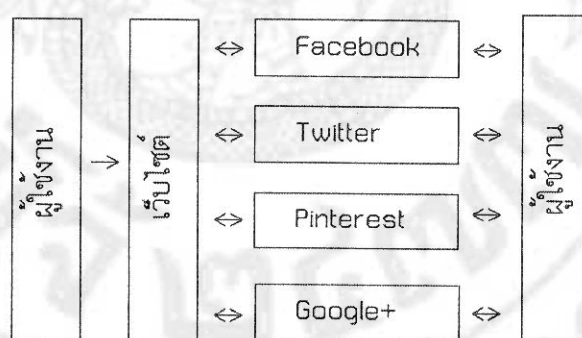 ผู้ใช้งาน
เว็บไซต์
Facebook
Twitter
Pinterest
Google+
ผู้ใช้งาน